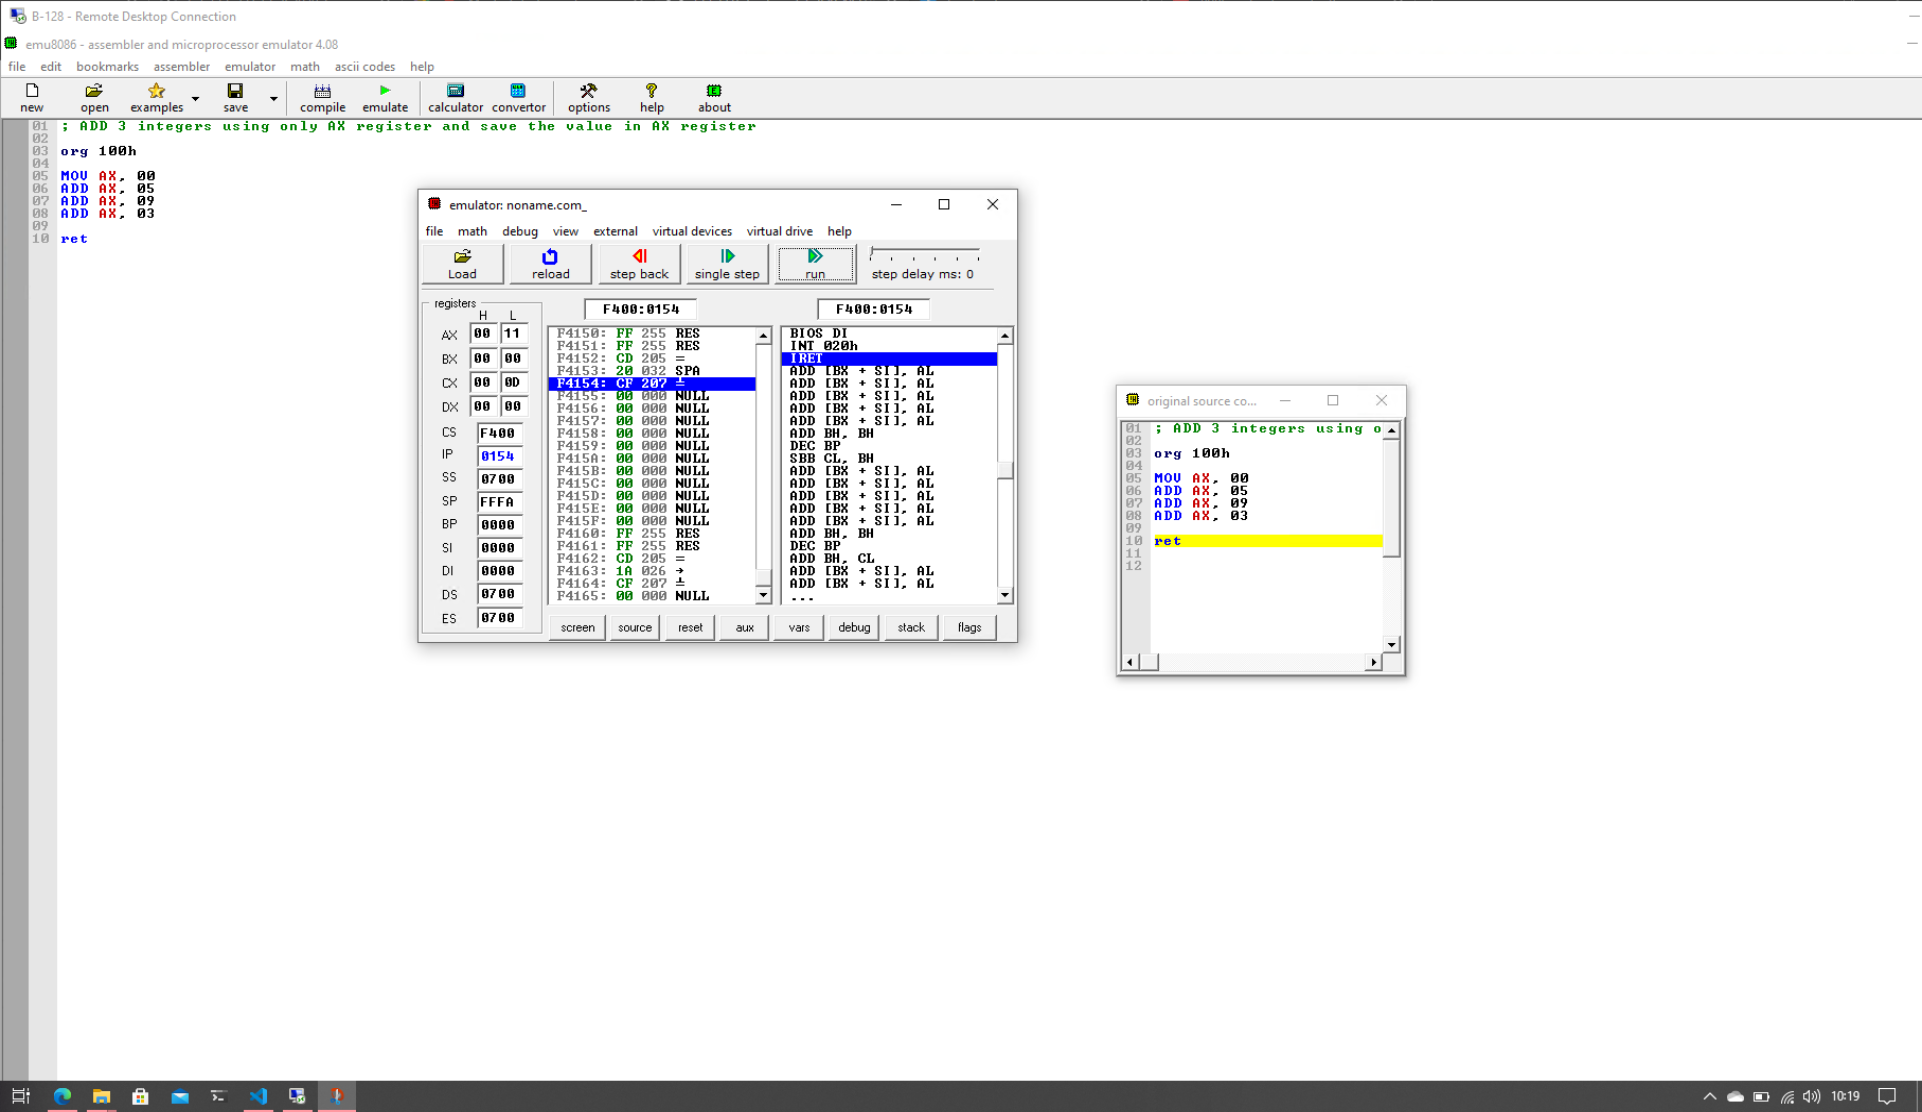 B-128 - Remote Desktop Connection
emu8086 - assembler and microprocessor emulator 4.08
file edit bookmarks assembler emulator math ascii codes help
new open examples save compile emulate calculator convertor options help about
01 ; ADD 3 integers using only AX register and save the value in AX register
02
03 org 100h
04
05 MOV AX, 00
06 ADD AX, 05
07 ADD AX, 09
08 ADD AX, 03
09
10 ret
emulator: noname.com_
file math debug view external virtual devices virtual drive help
Load reload step back single step run step delay ms: 0
registers
H L
AX 00 11
BX 00 00
CX 00 0D
DX 00 00
CS F400
IP 0154
SS 0700
SP FFFA
BP 0000
SI 0000
DI 0000
DS 0700
ES 0700
F400:0154
F4150: FF 255 RES
F4151: FF 255 RES
F4152: CD 205 =
F4153: 20 032 SPA
F4154: CF 207 ╧
F4155: 00 000 NULL
F4156: 00 000 NULL
F4157: 00 000 NULL
F4158: 00 000 NULL
F4159: 00 000 NULL
F415A: 00 000 NULL
F415B: 00 000 NULL
F415C: 00 000 NULL
F415D: 00 000 NULL
F415E: 00 000 NULL
F415F: 00 000 NULL
F4160: FF 255 RES
F4161: FF 255 RES
F4162: CD 205 =
F4163: 1A 026 →
F4164: CF 207 ╧
F4165: 00 000 NULL
F400:0154
BIOS DI
INT 020h
IRET
ADD [BX + SI], AL
ADD [BX + SI], AL
ADD [BX + SI], AL
ADD [BX + SI], AL
ADD [BX + SI], AL
ADD BH, BH
DEC BP
SBB CL, BH
ADD [BX + SI], AL
ADD [BX + SI], AL
ADD [BX + SI], AL
ADD [BX + SI], AL
ADD [BX + SI], AL
ADD BH, BH
DEC BP
ADD BH, CL
ADD [BX + SI], AL
ADD [BX + SI], AL
...
screen source reset aux vars debug stack flags
original source co...
01 ; ADD 3 integers using o
02
03 org 100h
04
05 MOV AX, 00
06 ADD AX, 05
07 ADD AX, 09
08 ADD AX, 03
09
10 ret
11
12
10:19